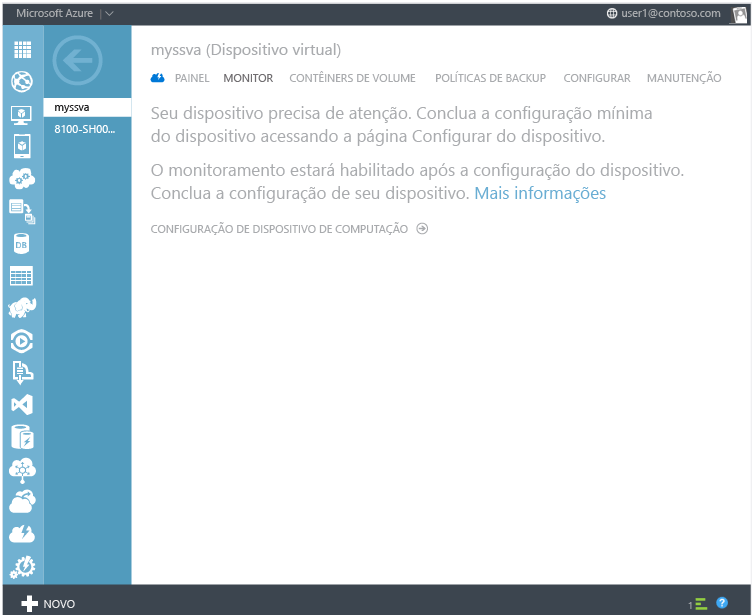 Microsoft Azure
user1@contoso.com
myssva
8100-SH00...
myssva (Dispositivo virtual)
PAINEL MONITOR CONTÊINERS DE VOLUME POLÍTICAS DE BACKUP CONFIGURAR MANUTENÇÃO
Seu dispositivo precisa de atenção. Conclua a configuração mínima
do dispositivo acessando a página Configurar do dispositivo.
O monitoramento estará habilitado após a configuração do dispositivo.
Conclua a configuração de seu dispositivo. Mais informações
CONFIGURAÇÃO DE DISPOSITIVO DE COMPUTAÇÃO
DB
NOVO
1
?